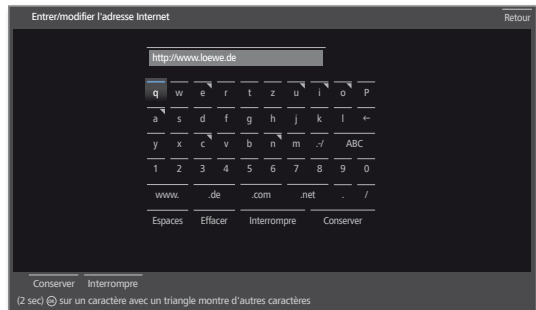 Entrer/modifier l'adresse Internet Retour
http://www.loewe.de
q w e r t z u i o P
a s d f g h j k l ←
y x c v b n m .-/ ABC
1 2 3 4 5 6 7 8 9 0
www. .de .com .net . /
Espaces Effacer Interrompre Conserver
Conserver Interrompre
(2 sec) OK sur un caractère avec un triangle montre d'autres caractères